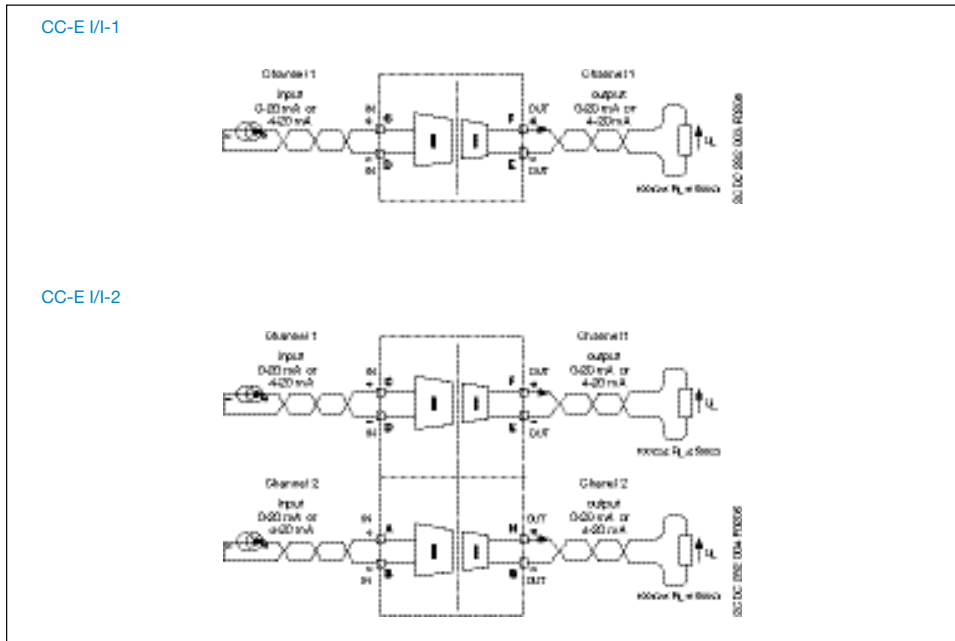 CC-E I/I-1
Channel 1
input
0-20 mA or
4-20 mA
IN
+
D
-
IN
I
I
Channel 1
output
0-20 mA or
4-20 mA
OUT
F
+
E
-
OUT
CC-E I/I-2
Channel 1
input
0-20 mA or
4-20 mA
IN
+
D
-
IN
I
I
Channel 1
output
0-20 mA or
4-20 mA
OUT
F
+
E
-
OUT
Channel 2
input
0-20 mA or
4-20 mA
IN
+
A
-
B
IN
I
I
Channel 2
output
0-20 mA or
4-20 mA
OUT
H
+
-
OUT